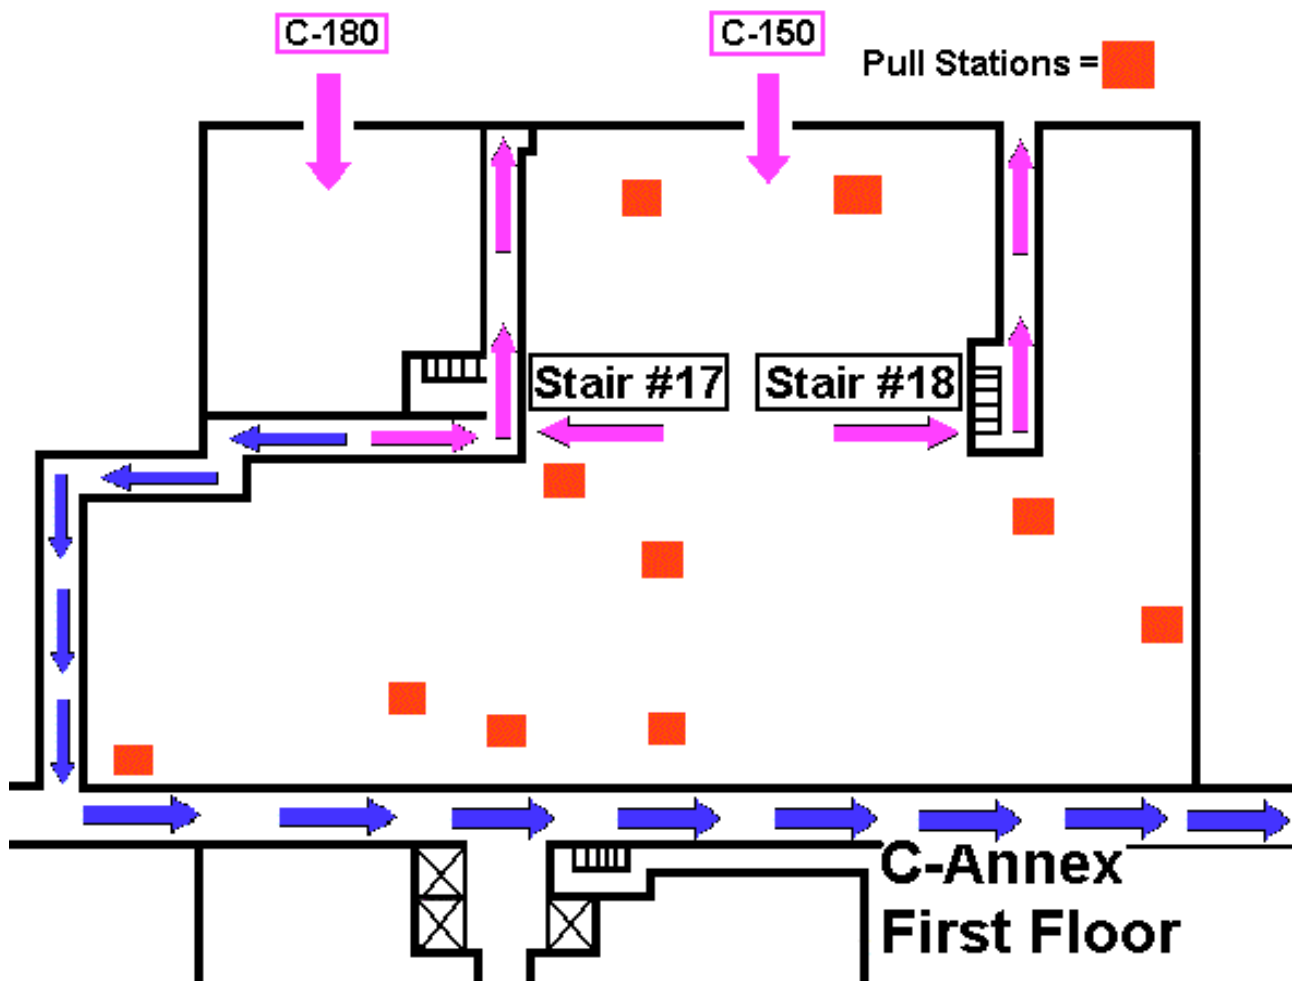 C-180
C-150
Pull Stations =
Stair #17
Stair #18
C-Annex
First Floor